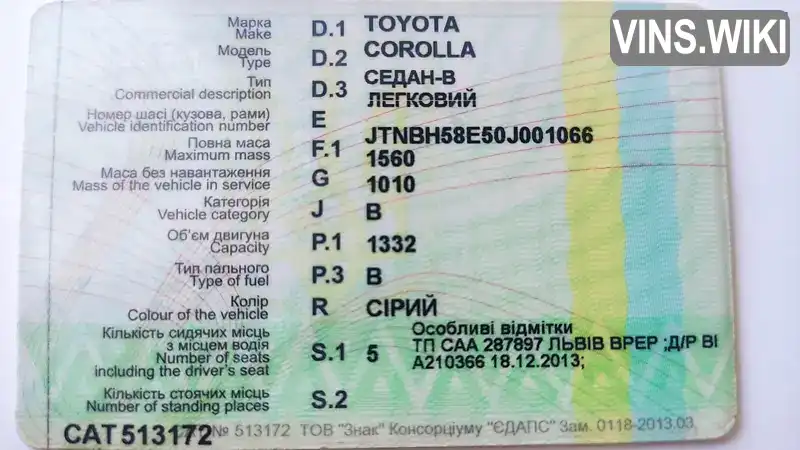 VINS.WIKI
Марка
Make D.1 TOYOTA
Модель
Type D.2 COROLLA
Тип
Commercial description D.3 СЕДАН-В
ЛЕГКОВИЙ
Номер шасі (кузова, рами)
Vehicle identification number E
JTNBH58E50J001066
Повна маса
Maximum mass F.1 1560
Маса без навантаження
Mass of the vehicle in service G 1010
Категорія
Vehicle category J B
Об'єм двигуна
Capacity P.1 1332
Тип пального
Type of fuel P.3 B
Колір
Colour of the vehicle R СІРИЙ
Кількість сидячих місць
з місцем водія
Number of seats
including the driver's seat S.1 5
Особливі відмітки
ТП САА 287897 ЛЬВІВ ВРЕР ;Д/Р ВІ
А210366 18.12.2013;
Кількість стоячих місць
Number of standing places S.2
САТ513172
№ 513172 ТОВ "Знак" Консорціуму "ЄДАПС" Зам. 0118-2013.03